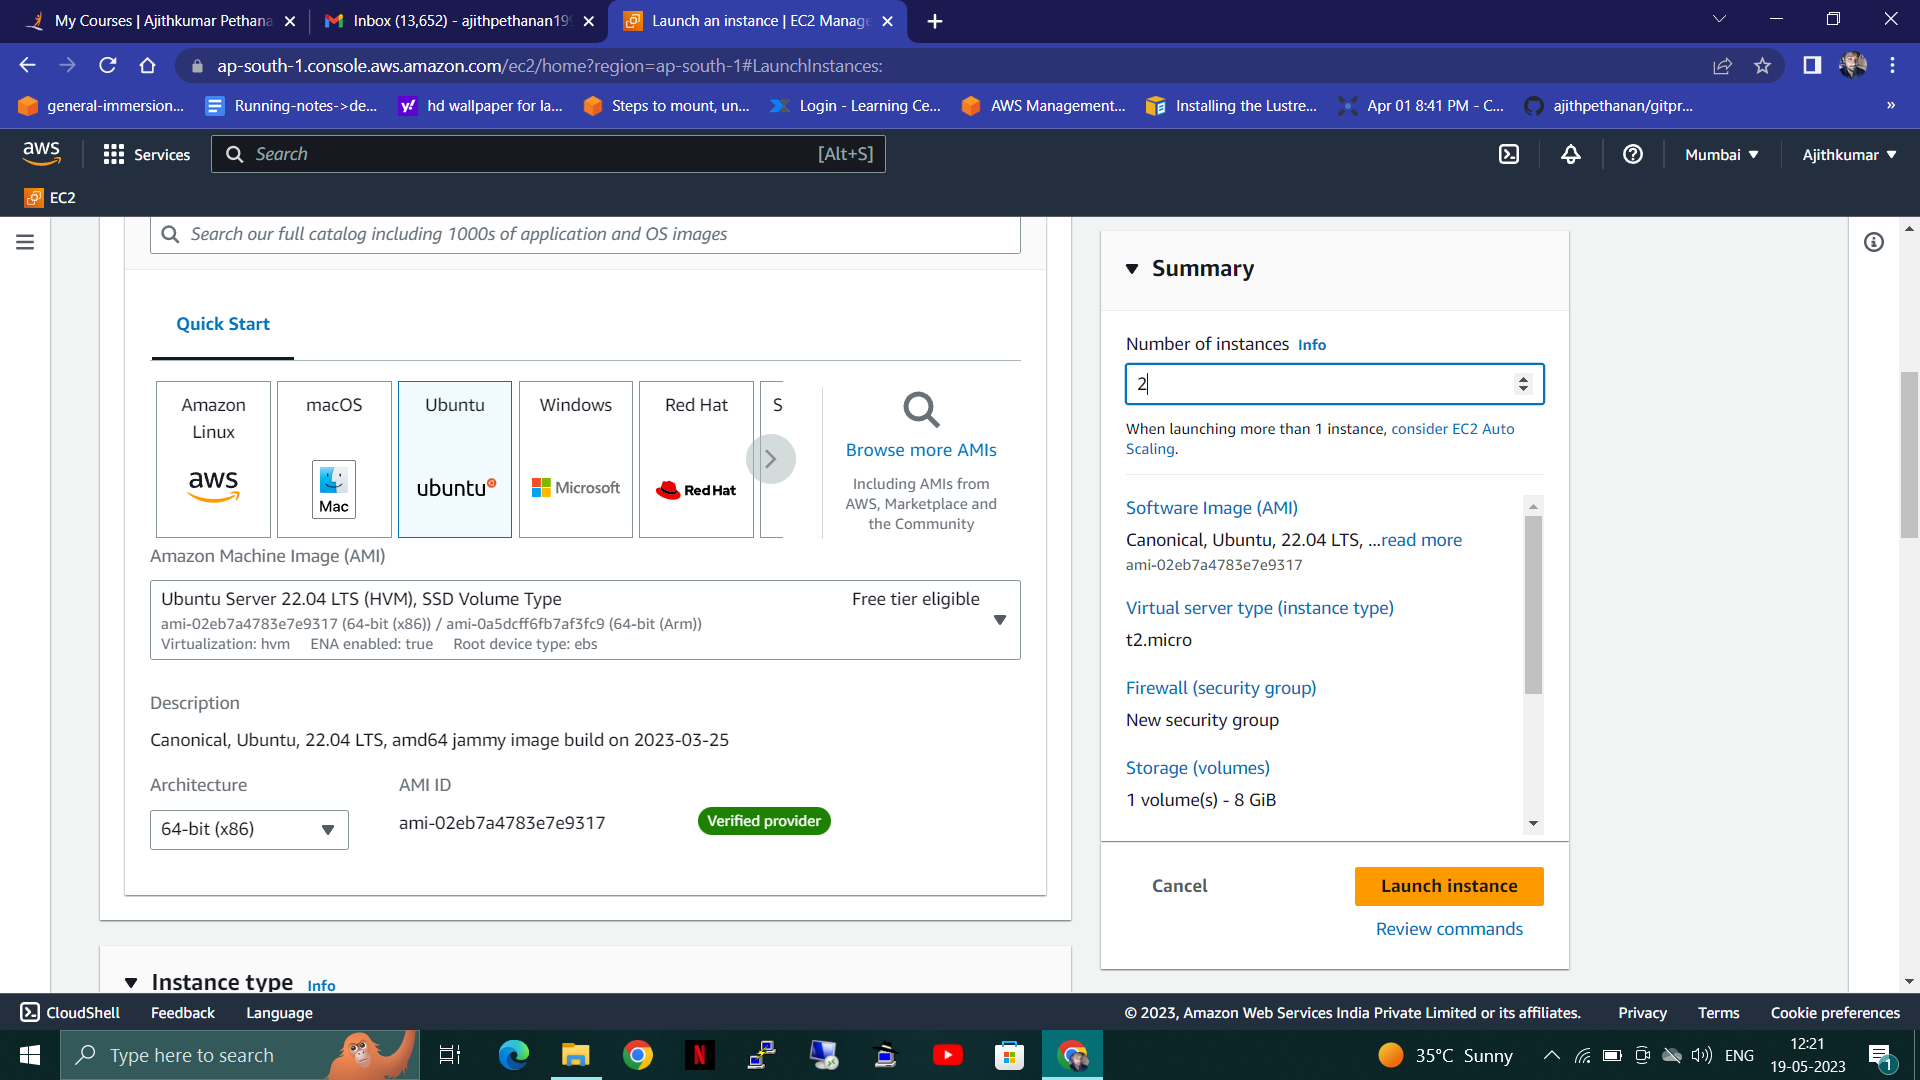 My Courses | Ajithkumar Pethana
Inbox (13,652) - ajithpethanan199
Launch an instance | EC2 Manage
ap-south-1.console.aws.amazon.com/ec2/home?region=ap-south-1#LaunchInstances:
general-immersion...
Running-notes->de...
hd wallpaper for la...
Steps to mount, un...
Login - Learning Ce...
AWS Management...
Installing the Lustre...
Apr 01 8:41 PM - C...
ajithpethanan/gitpr...
»
aws
Services
Search
[Alt+S]
Mumbai
Ajithkumar
EC2
Search our full catalog including 1000s of application and OS images
Quick Start
Amazon Linux
aws
macOS
Mac
Ubuntu
ubuntu
Windows
Microsoft
Red Hat
Red Hat
S
Browse more AMIs
Including AMIs from
AWS, Marketplace and
the Community
Amazon Machine Image (AMI)
Ubuntu Server 22.04 LTS (HVM), SSD Volume Type
Free tier eligible
ami-02eb7a4783e7e9317 (64-bit (x86)) / ami-0a5dcff6fb7af3fc9 (64-bit (Arm))
Virtualization: hvm ENA enabled: true Root device type: ebs
Description
Canonical, Ubuntu, 22.04 LTS, amd64 jammy image build on 2023-03-25
Architecture
AMI ID
64-bit (x86)
ami-02eb7a4783e7e9317
Verified provider
Instance type Info
Summary
Number of instances Info
2
When launching more than 1 instance, consider EC2 Auto
Scaling.
Software Image (AMI)
Canonical, Ubuntu, 22.04 LTS, ...read more
ami-02eb7a4783e7e9317
Virtual server type (instance type)
t2.micro
Firewall (security group)
New security group
Storage (volumes)
1 volume(s) - 8 GiB
Cancel
Launch instance
Review commands
CloudShell
Feedback
Language
© 2023, Amazon Web Services India Private Limited or its affiliates.
Privacy
Terms
Cookie preferences
Type here to search
N
35°C Sunny
ENG
12:21
19-05-2023
1